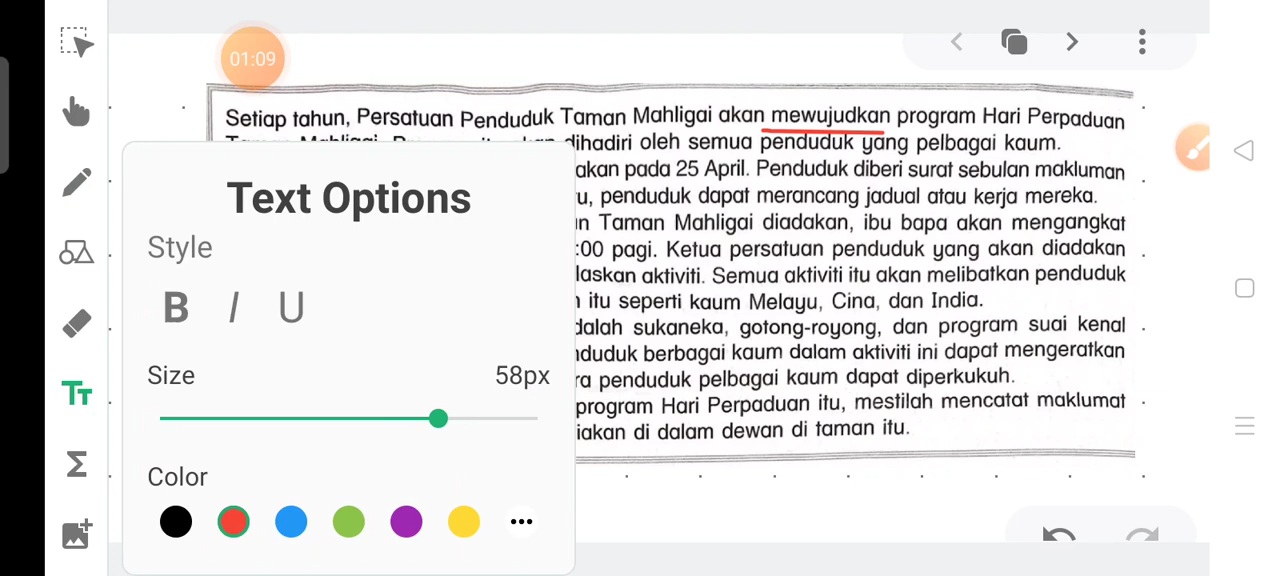 01:09
Setiap tahun, Persatuan Penduduk Taman Mahligai akan mewujudkan program Hari Perpaduan
dihadiri oleh semua penduduk yang pelbagai kaum.
akan pada 25 April. Penduduk diberi surat sebulan makluman
u, penduduk dapat merancang jadual atau kerja mereka.
n Taman Mahligai diadakan, ibu bapa akan mengangkat
:00 pagi. Ketua persatuan penduduk yang akan diadakan
laskan aktiviti. Semua aktiviti itu akan melibatkan penduduk
itu seperti kaum Melayu, Cina, dan India.
dalah sukaneka, gotong-royong, dan program suai kenal
nduduk berbagai kaum dalam aktiviti ini dapat mengeratkan
ra penduduk pelbagai kaum dapat diperkukuh.
program Hari Perpaduan itu, mestilah mencatat maklumat
iakan di dalam dewan di taman itu.
Text Options
Style
B I U
Size 58px
Color